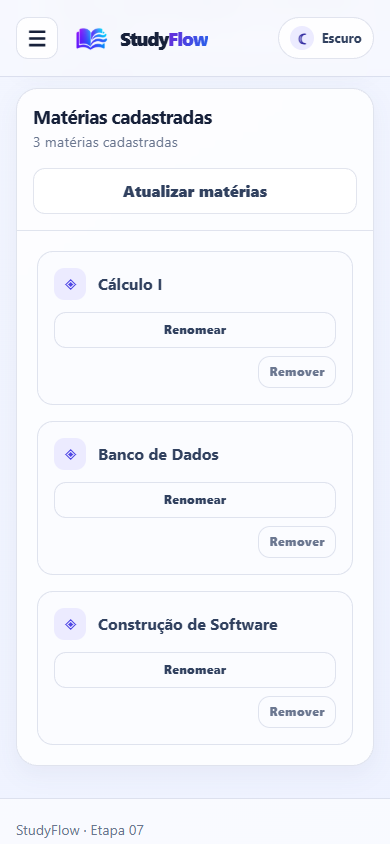 StudyFlow
Escuro
Matérias cadastradas
3 matérias cadastradas
Atualizar matérias
Cálculo I
Renomear
Remover
Banco de Dados
Renomear
Remover
Construção de Software
Renomear
Remover
StudyFlow · Etapa 07